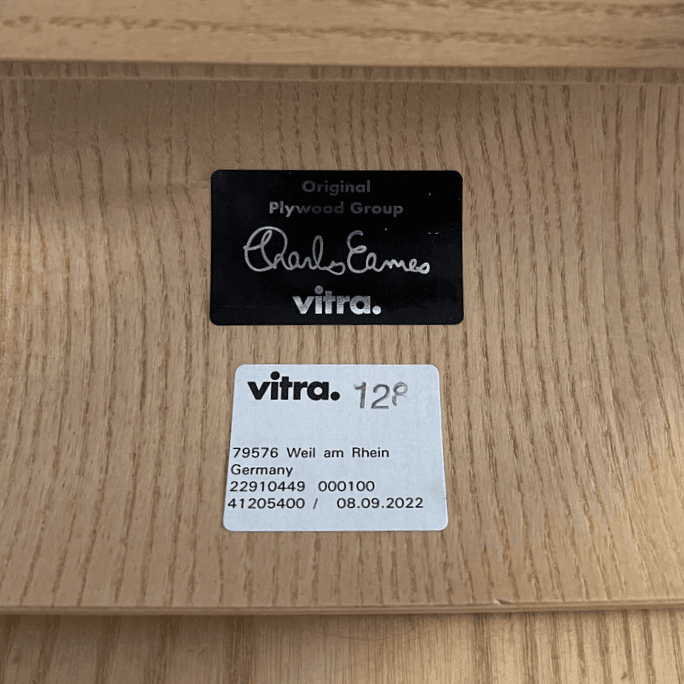 Original
Plywood Group
Charles Eames
vitra.
vitra. 128
79576 Weil am Rhein
Germany
22910449 000100
41205400 / 08.09.2022